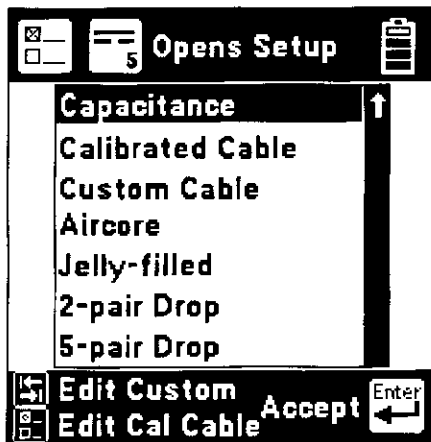 5 Opens Setup
Capacitance
Calibrated Cable
Custom Cable
Aircore
Jelly-filled
2-pair Drop
5-pair Drop
Edit Custom
Edit Cal Cable
Accept Enter